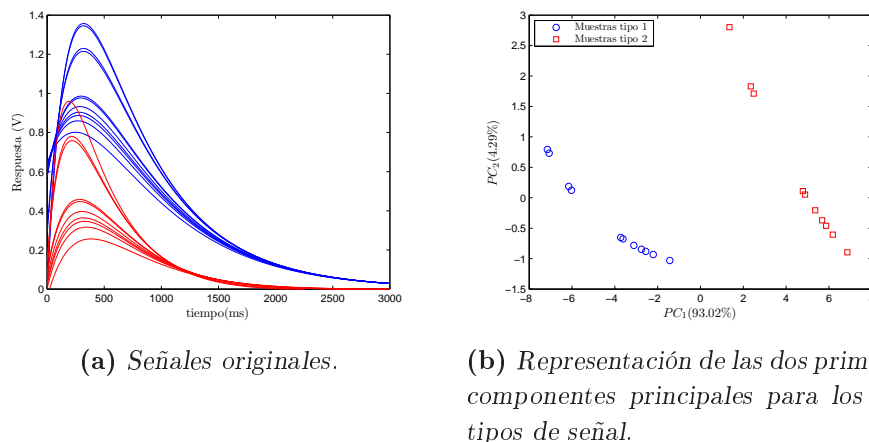 1.4
1.2
1
0.8
0.6
0.4
0.2
0
Respuesta (V)
0 500 1000 1500 2000 2500 3000
tiempo(ms)
(a) Señales originales.
3
2.5
2
1.5
1
0.5
0
−0.5
−1
−1.5
PC2(4.29%)
Muestras tipo 1
Muestras tipo 2
−8 −6 −4 −2 0 2 4 6
PC1(93.02%)
(b) Representación de las dos prim
componentes principales para los
tipos de señal.